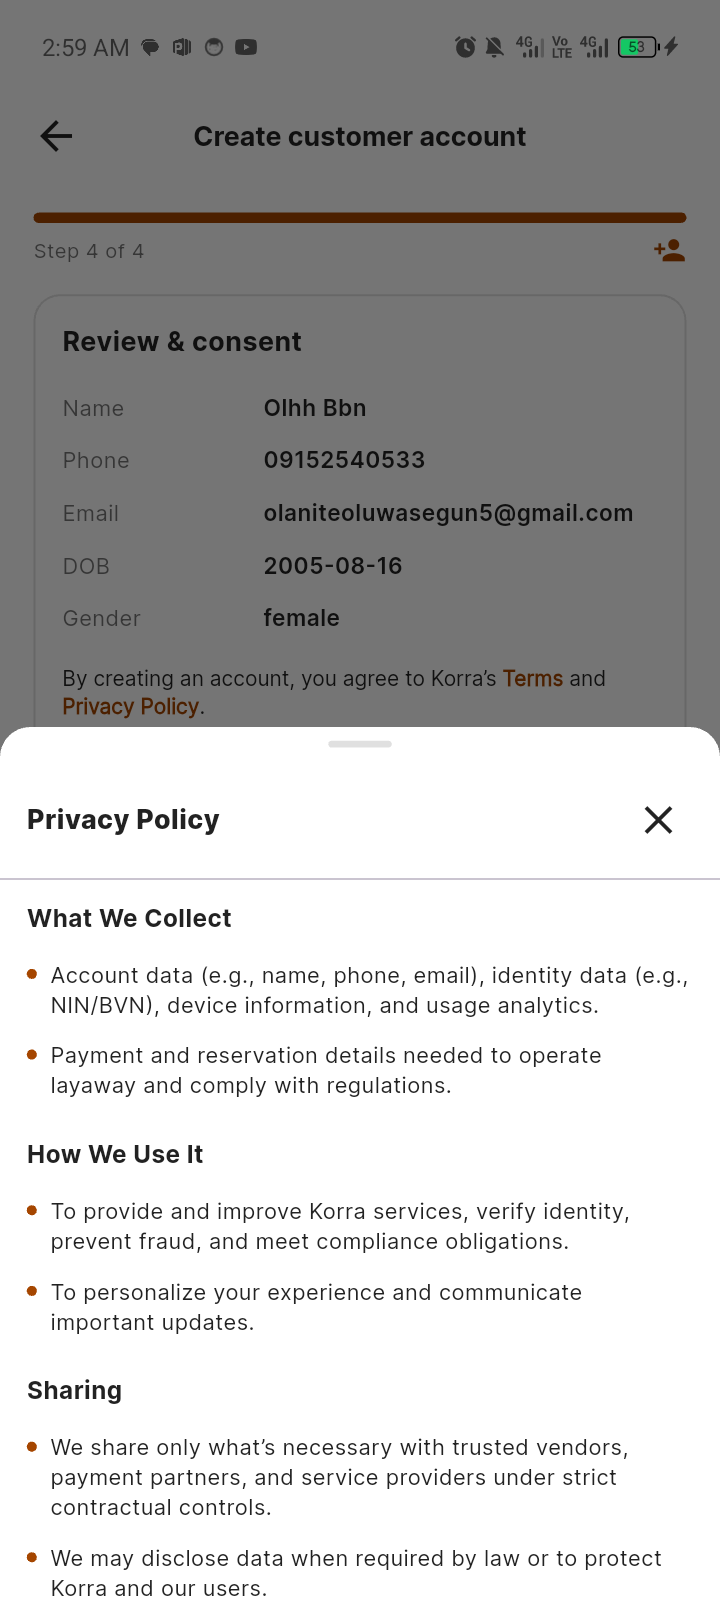 2:59 AM
4G Vo LTE 4G 53
Create customer account
Step 4 of 4
Review & consent
Name Olhh Bbn
Phone 09152540533
Email olaniteoluwasegun5@gmail.com
DOB 2005-08-16
Gender female
By creating an account, you agree to Korra’s Terms and
Privacy Policy.
Privacy Policy
What We Collect
Account data (e.g., name, phone, email), identity data (e.g.,
NIN/BVN), device information, and usage analytics.
Payment and reservation details needed to operate
layaway and comply with regulations.
How We Use It
To provide and improve Korra services, verify identity,
prevent fraud, and meet compliance obligations.
To personalize your experience and communicate
important updates.
Sharing
We share only what’s necessary with trusted vendors,
payment partners, and service providers under strict
contractual controls.
We may disclose data when required by law or to protect
Korra and our users.